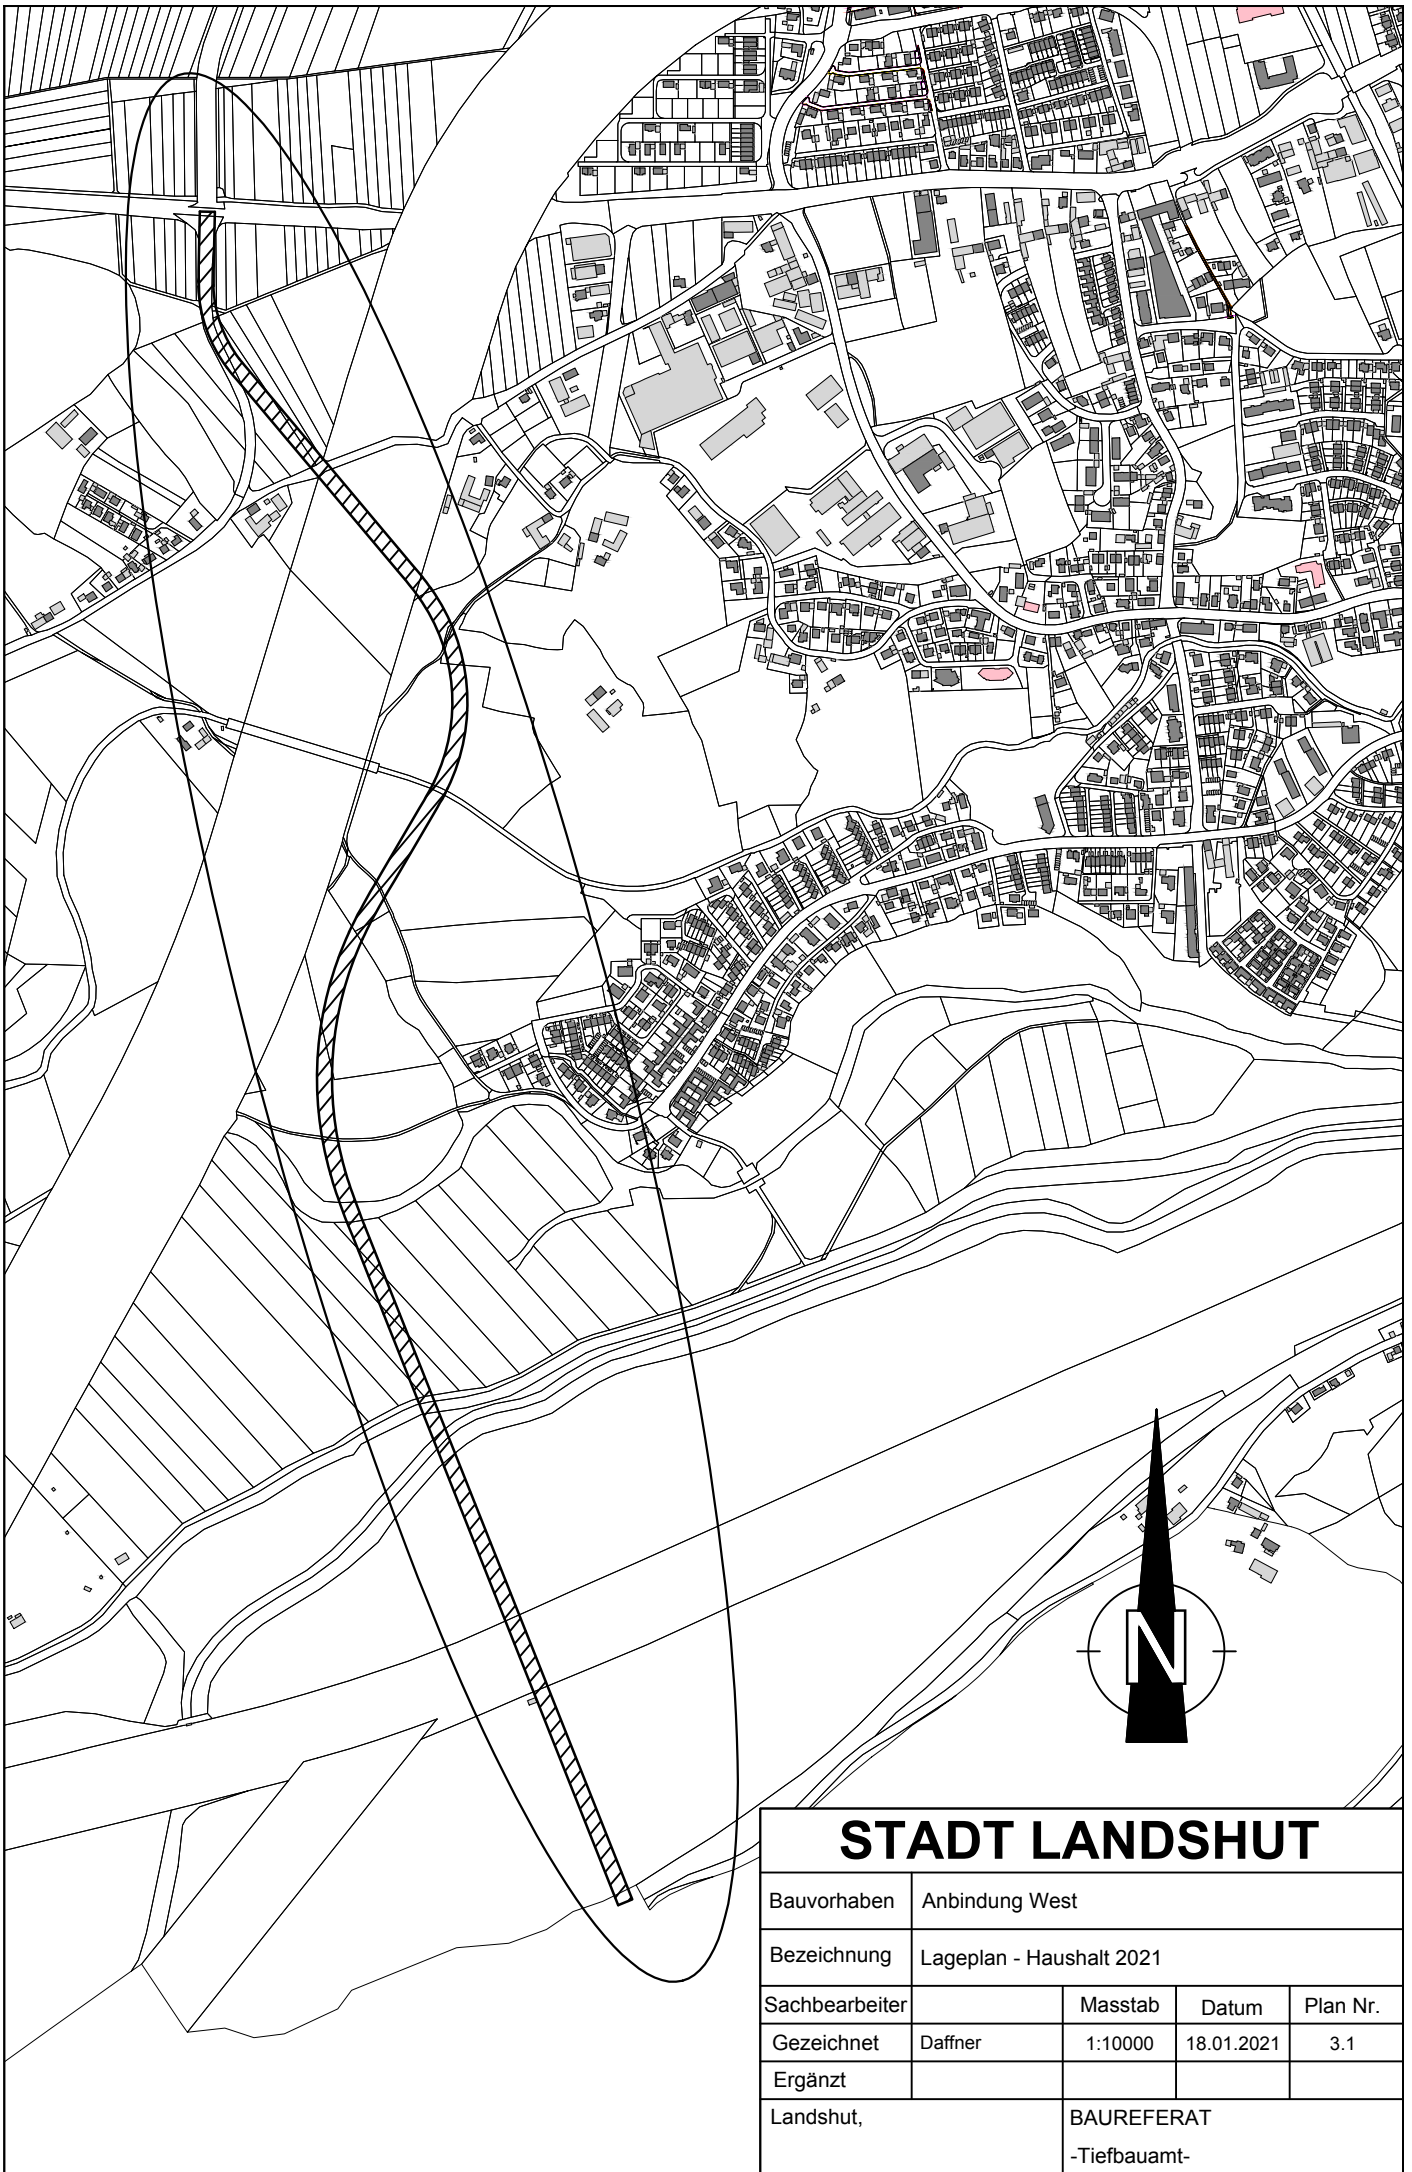 N
STADT LANDSHUT
Bauvorhaben Anbindung West
Bezeichnung Lageplan - Haushalt 2021
Sachbearbeiter Masstab Datum Plan Nr.
Gezeichnet Daffner 1:10000 18.01.2021 3.1
Ergänzt
Landshut, BAUREFERAT
-Tiefbauamt-